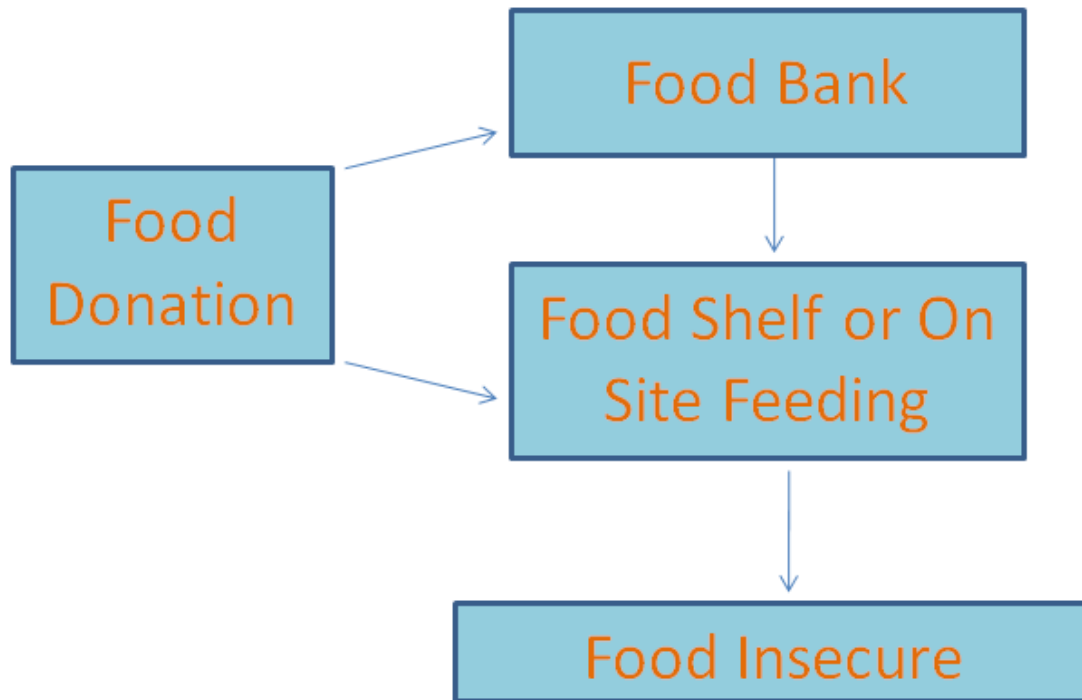 Food Bank
Food
Donation
Food Shelf or On
Site Feeding
Food Insecure